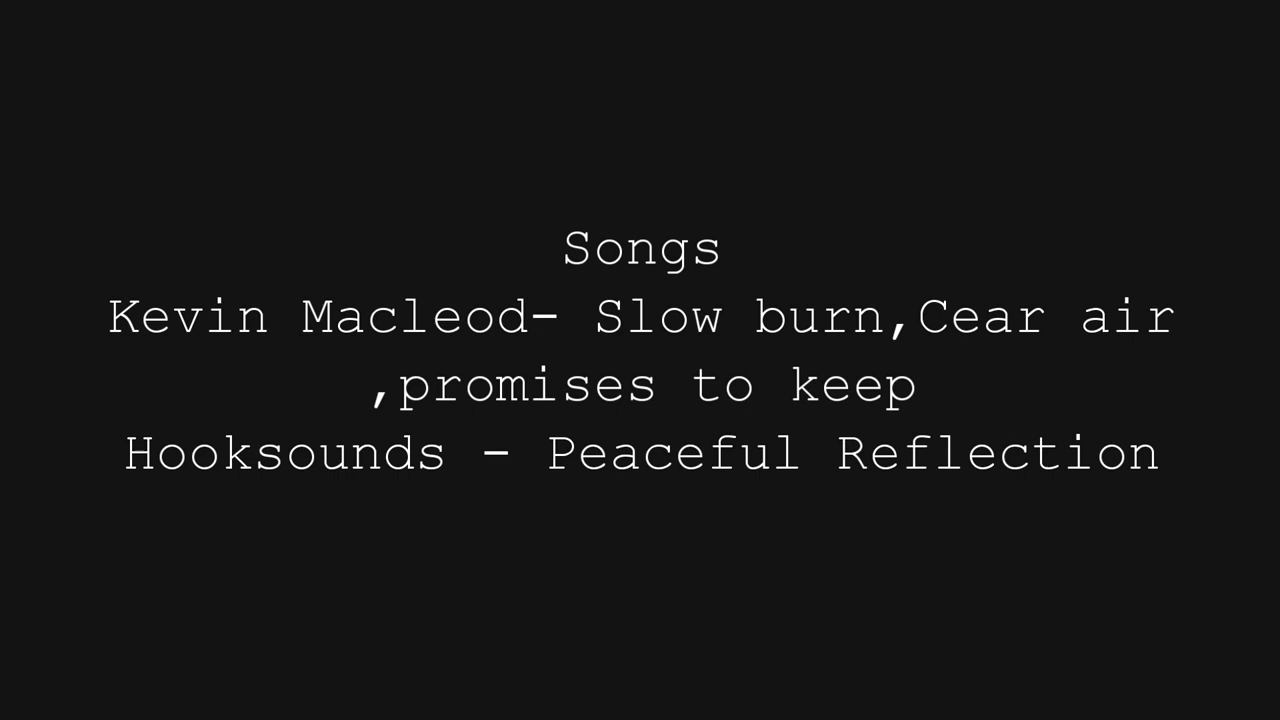 Songs
Kevin Macleod- Slow burn,Cear air
,promises to keep
Hooksounds - Peaceful Reflection